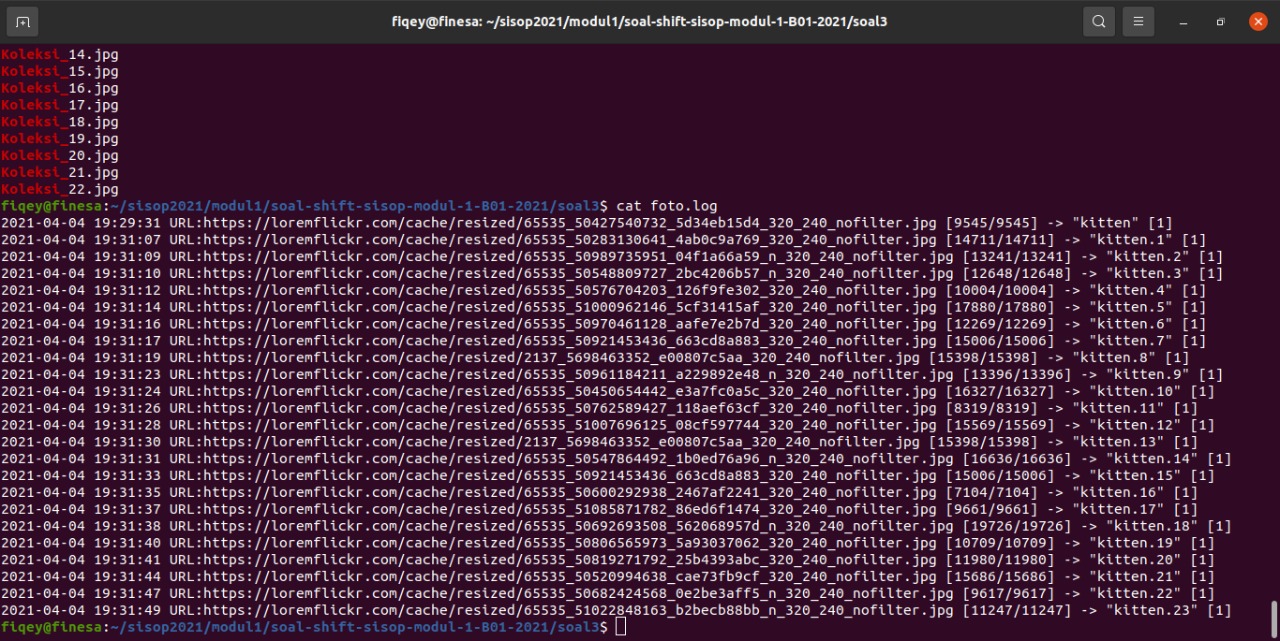 fiqey@finesa: ~/sisop2021/modul1/soal-shift-sisop-modul-1-B01-2021/soal3
Koleksi_14.jpg
Koleksi_15.jpg
Koleksi_16.jpg
Koleksi_17.jpg
Koleksi_18.jpg
Koleksi_19.jpg
Koleksi_20.jpg
Koleksi_21.jpg
Koleksi_22.jpg
fiqey@finesa:~/sisop2021/modul1/soal-shift-sisop-modul-1-B01-2021/soal3$ cat foto.log
2021-04-04 19:29:31 URL:https://loremflickr.com/cache/resized/65535_50427540732_5d34eb15d4_320_240_nofilter.jpg [9545/9545] -> "kitten" [1]
2021-04-04 19:31:07 URL:https://loremflickr.com/cache/resized/65535_50283130641_4ab0c9a769_320_240_nofilter.jpg [14711/14711] -> "kitten.1" [1]
2021-04-04 19:31:09 URL:https://loremflickr.com/cache/resized/65535_50989735951_04f1a66a59_n_320_240_nofilter.jpg [13241/13241] -> "kitten.2" [1]
2021-04-04 19:31:10 URL:https://loremflickr.com/cache/resized/65535_50548809727_2bc4206b57_n_320_240_nofilter.jpg [12648/12648] -> "kitten.3" [1]
2021-04-04 19:31:12 URL:https://loremflickr.com/cache/resized/65535_50576704203_126f9fe302_320_240_nofilter.jpg [10004/10004] -> "kitten.4" [1]
2021-04-04 19:31:14 URL:https://loremflickr.com/cache/resized/65535_51000962146_5cf31415af_320_240_nofilter.jpg [17880/17880] -> "kitten.5" [1]
2021-04-04 19:31:16 URL:https://loremflickr.com/cache/resized/65535_50970461128_aafe7e2b7d_320_240_nofilter.jpg [12269/12269] -> "kitten.6" [1]
2021-04-04 19:31:17 URL:https://loremflickr.com/cache/resized/65535_50921453436_663cd8a883_320_240_nofilter.jpg [15006/15006] -> "kitten.7" [1]
2021-04-04 19:31:19 URL:https://loremflickr.com/cache/resized/2137_5698463352_e00807c5aa_320_240_nofilter.jpg [15398/15398] -> "kitten.8" [1]
2021-04-04 19:31:23 URL:https://loremflickr.com/cache/resized/65535_50961184211_a229892e48_n_320_240_nofilter.jpg [13396/13396] -> "kitten.9" [1]
2021-04-04 19:31:24 URL:https://loremflickr.com/cache/resized/65535_50450654442_e3a7fc0a5c_320_240_nofilter.jpg [16327/16327] -> "kitten.10" [1]
2021-04-04 19:31:26 URL:https://loremflickr.com/cache/resized/65535_50762589427_118aef63cf_320_240_nofilter.jpg [8319/8319] -> "kitten.11" [1]
2021-04-04 19:31:28 URL:https://loremflickr.com/cache/resized/65535_51007696125_08cf597744_320_240_nofilter.jpg [15569/15569] -> "kitten.12" [1]
2021-04-04 19:31:30 URL:https://loremflickr.com/cache/resized/2137_5698463352_e00807c5aa_320_240_nofilter.jpg [15398/15398] -> "kitten.13" [1]
2021-04-04 19:31:31 URL:https://loremflickr.com/cache/resized/65535_50547864492_1b0ed76a96_n_320_240_nofilter.jpg [16636/16636] -> "kitten.14" [1]
2021-04-04 19:31:33 URL:https://loremflickr.com/cache/resized/65535_50921453436_663cd8a883_320_240_nofilter.jpg [15006/15006] -> "kitten.15" [1]
2021-04-04 19:31:35 URL:https://loremflickr.com/cache/resized/65535_50600292938_2467af2241_320_240_nofilter.jpg [7104/7104] -> "kitten.16" [1]
2021-04-04 19:31:37 URL:https://loremflickr.com/cache/resized/65535_51085871782_86ed6f1474_320_240_nofilter.jpg [9661/9661] -> "kitten.17" [1]
2021-04-04 19:31:38 URL:https://loremflickr.com/cache/resized/65535_50692693508_562068957d_n_320_240_nofilter.jpg [19726/19726] -> "kitten.18" [1]
2021-04-04 19:31:40 URL:https://loremflickr.com/cache/resized/65535_50806565973_5a93037062_320_240_nofilter.jpg [10709/10709] -> "kitten.19" [1]
2021-04-04 19:31:41 URL:https://loremflickr.com/cache/resized/65535_50819271792_25b4393abc_320_240_nofilter.jpg [11980/11980] -> "kitten.20" [1]
2021-04-04 19:31:44 URL:https://loremflickr.com/cache/resized/65535_50520994638_cae73fb9cf_320_240_nofilter.jpg [15686/15686] -> "kitten.21" [1]
2021-04-04 19:31:47 URL:https://loremflickr.com/cache/resized/65535_50682424568_0e2be3aff5_n_320_240_nofilter.jpg [9617/9617] -> "kitten.22" [1]
2021-04-04 19:31:49 URL:https://loremflickr.com/cache/resized/65535_51022848163_b2becb88bb_n_320_240_nofilter.jpg [11247/11247] -> "kitten.23" [1]
fiqey@finesa:~/sisop2021/modul1/soal-shift-sisop-modul-1-B01-2021/soal3$